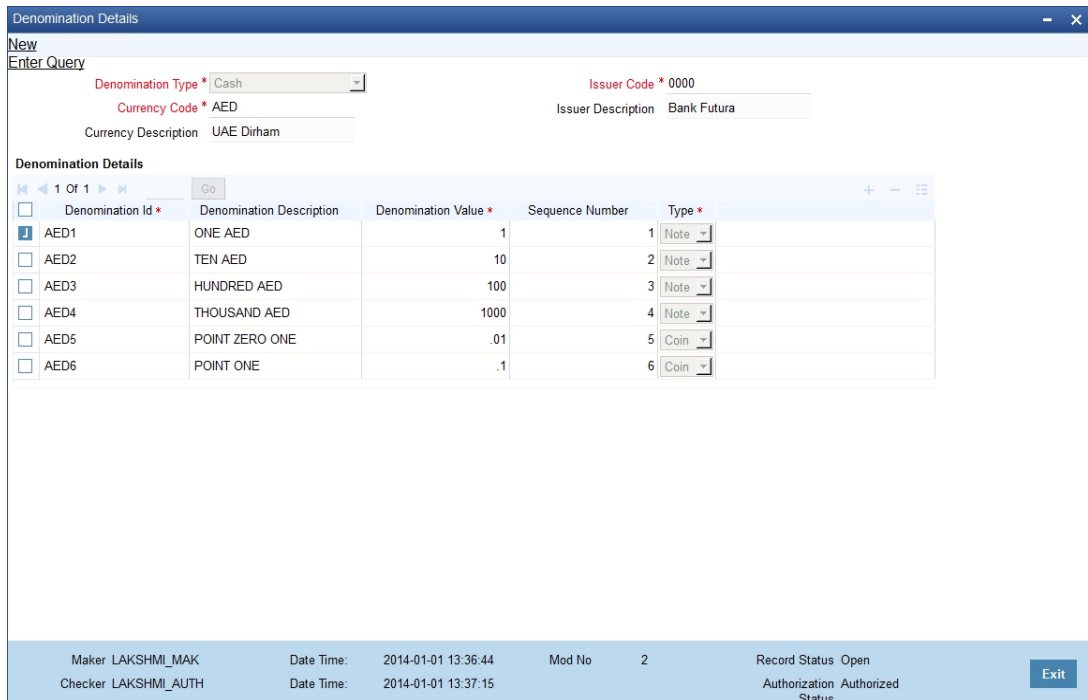 Denomination Details
New
Enter Query
Denomination Type * Cash
Issuer Code * 0000
Currency Code * AED
Issuer Description Bank Futura
Currency Description UAE Dirham
Denomination Details
1 Of 1 Go
Denomination Id * Denomination Description Denomination Value * Sequence Number Type *
AED1 ONE AED 1 1 Note
AED2 TEN AED 10 2 Note
AED3 HUNDRED AED 100 3 Note
AED4 THOUSAND AED 1000 4 Note
AED5 POINT ZERO ONE .01 5 Coin
AED6 POINT ONE .1 6 Coin
Maker LAKSHMI_MAK Date Time: 2014-01-01 13:36:44 Mod No 2 Record Status Open
Checker LAKSHMI_AUTH Date Time: 2014-01-01 13:37:15 Authorization Authorized
Status
Exit